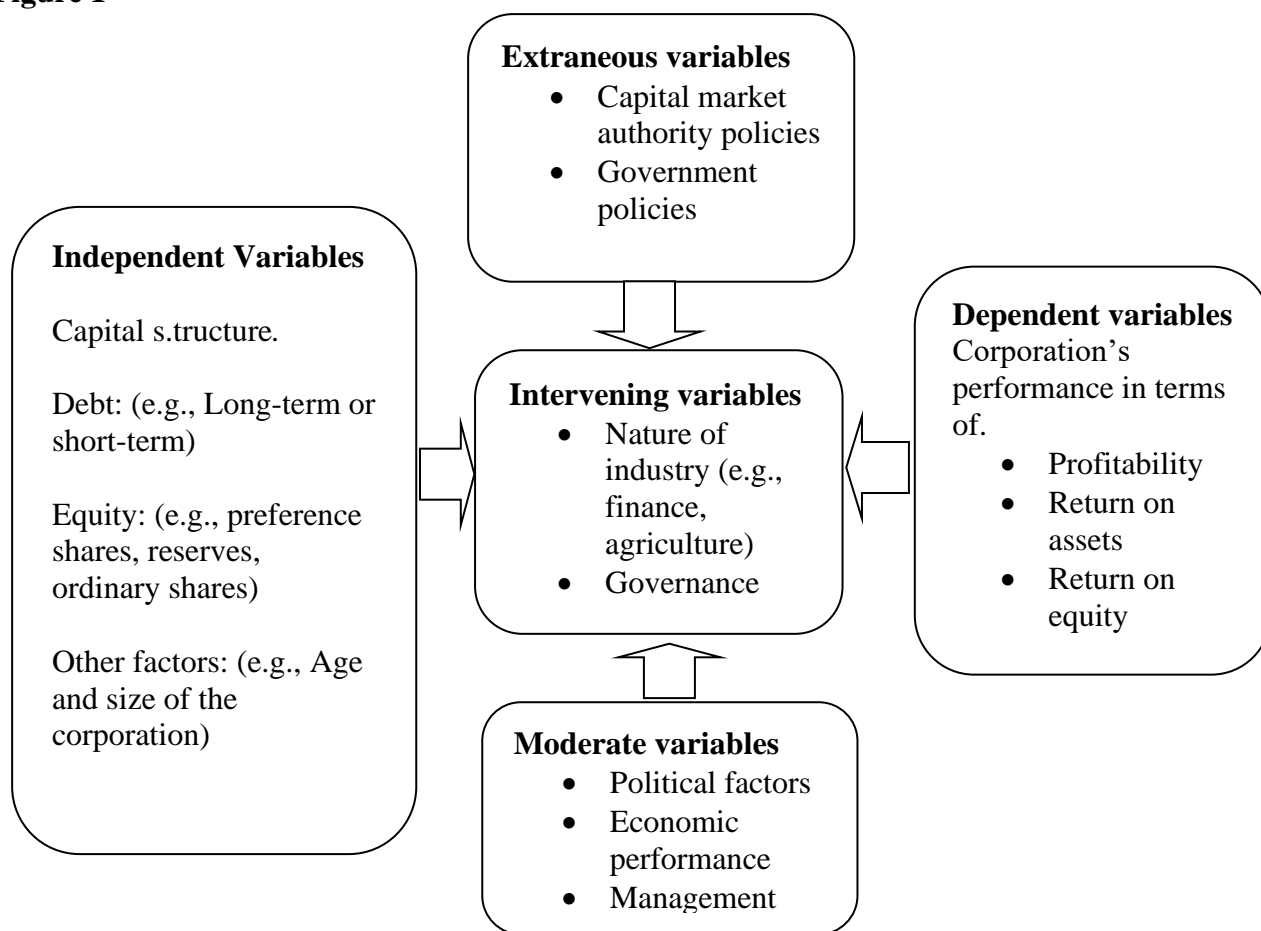 Figure 1
Extraneous variables
• Capital market
authority policies
• Government
policies
Independent Variables
Capital s.tructure.
Debt: (e.g., Long-term or
short-term)
Equity: (e.g., preference
shares, reserves,
ordinary shares)
Other factors: (e.g., Age
and size of the
corporation)
Intervening variables
• Nature of
industry (e.g.,
finance,
agriculture)
• Governance
Dependent variables
Corporation’s
performance in terms
of.
• Profitability
• Return on
assets
• Return on
equity
Moderate variables
• Political factors
• Economic
performance
• Management